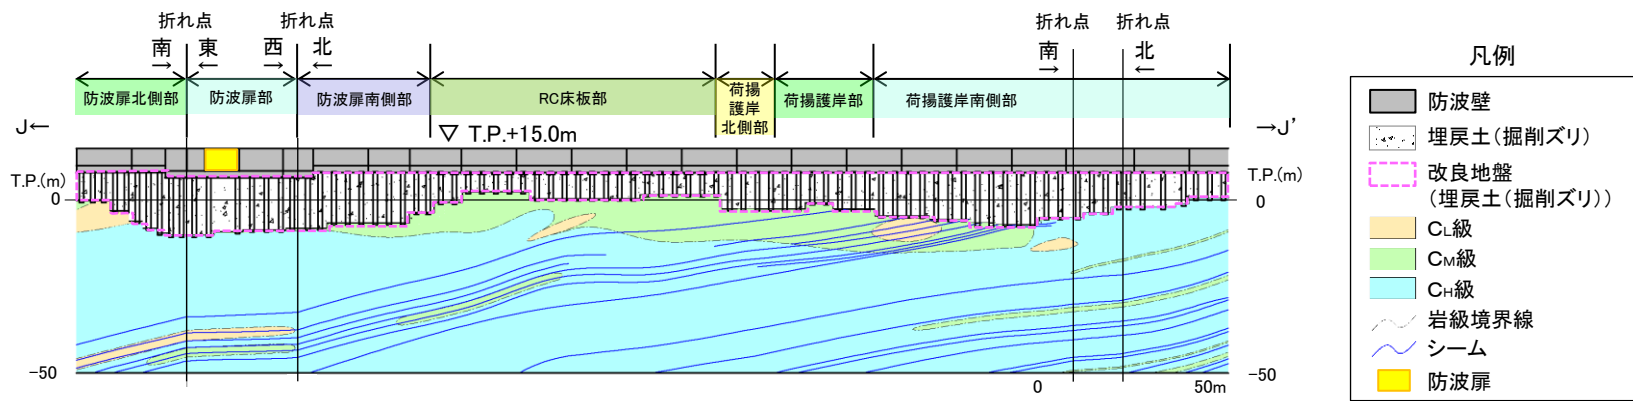 折れ点 折れ点 折れ点 折れ点
南 東 西 北 南 北
→ ← → ← → ←
防波扉北側部 防波扉部 防波扉南側部 RC床板部 荷揚護岸北側部 荷揚護岸部 荷揚護岸南側部
J← →J’
▽ T.P.+15.0m
T.P.(m) T.P.(m)
0 0
-50 -50
0 50m
凡例
防波壁
埋戻土(掘削ズリ)
改良地盤
(埋戻土(掘削ズリ))
CL級
CM級
CH級
岩級境界線
シーム
防波扉